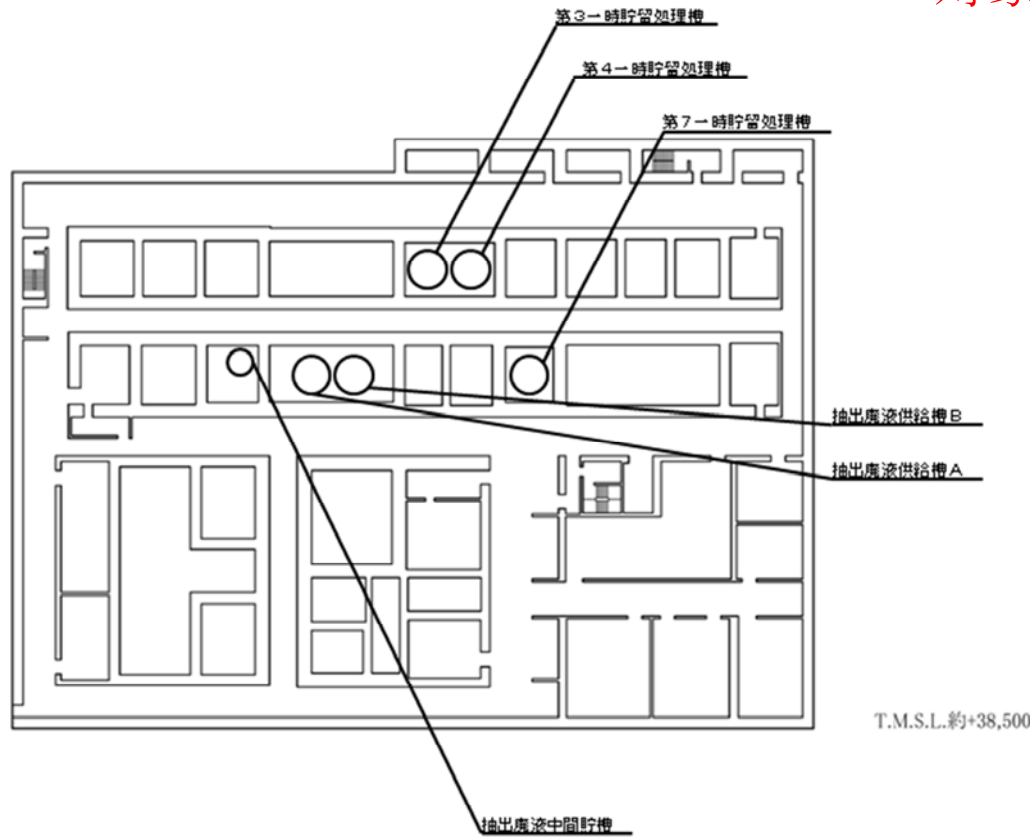 第3一時貯留処理槽
第4一時貯留処理槽
第7一時貯留処理槽
抽出廃液供給槽B
抽出廃液供給槽A
T.M.S.L.約+38,500
抽出廃液中間貯槽